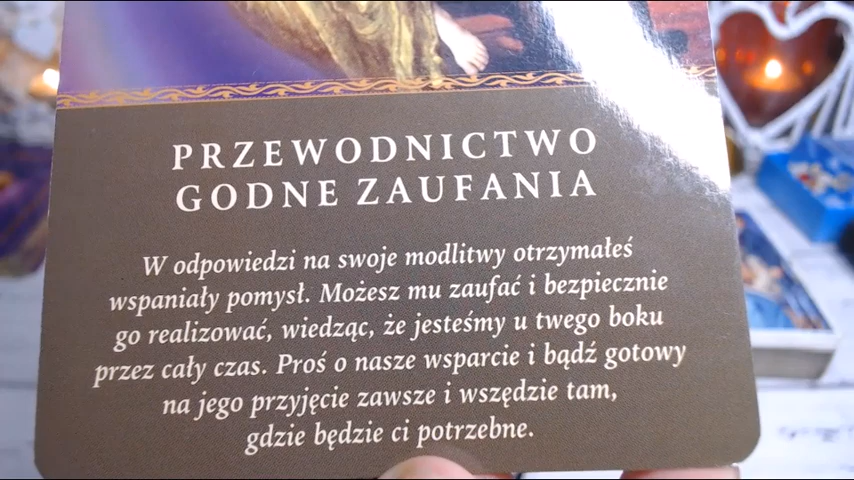 PRZEWODNICTWO
GODNE ZAUFANIA
W odpowiedzi na swoje modlitwy otrzymałeś
wspaniały pomysł. Możesz mu zaufać i bezpiecznie
go realizować, wiedząc, że jesteśmy u twego boku
przez cały czas. Proś o nasze wsparcie i bądź gotowy
na jego przyjęcie zawsze i wszędzie tam,
gdzie będzie ci potrzebne.